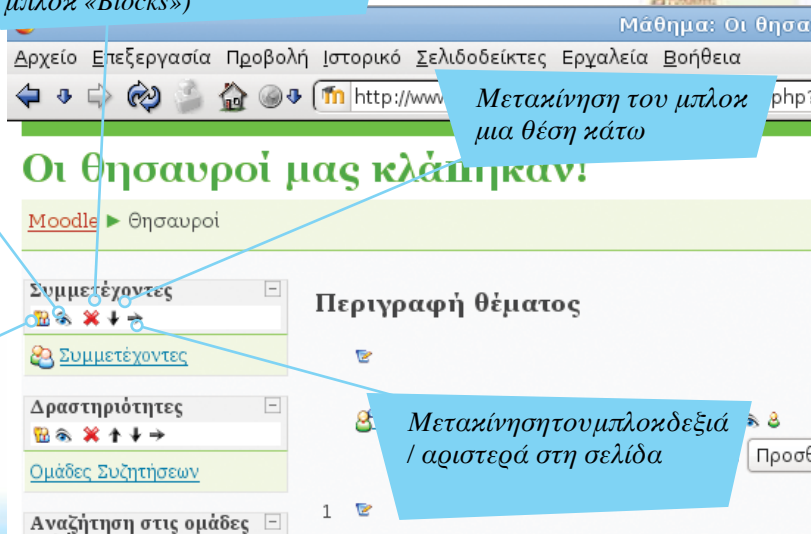 μπλοκ «Blocks»)
Μάθημα: Οι θησα
Αρχείο Επεξεργασία Προβολή Ιστορικό Σελιδοδείκτες Εργαλεία Βοήθεια
http://www
php?
Μετακίνηση του μπλοκ
μια θέση κάτω
Οι θησαυροί μας κλάπηκαν!
Moodle ► Θησαυροί
Συμμετέχοντες
Συμμετέχοντες
Δραστηριότητες
Ομάδες Συζητήσεων
Αναζήτηση στις ομάδες
Περιγραφή θέματος
Μετακίνησητουμπλοκδεξιά
/ αριστερά στη σελίδα
Προσθ
1